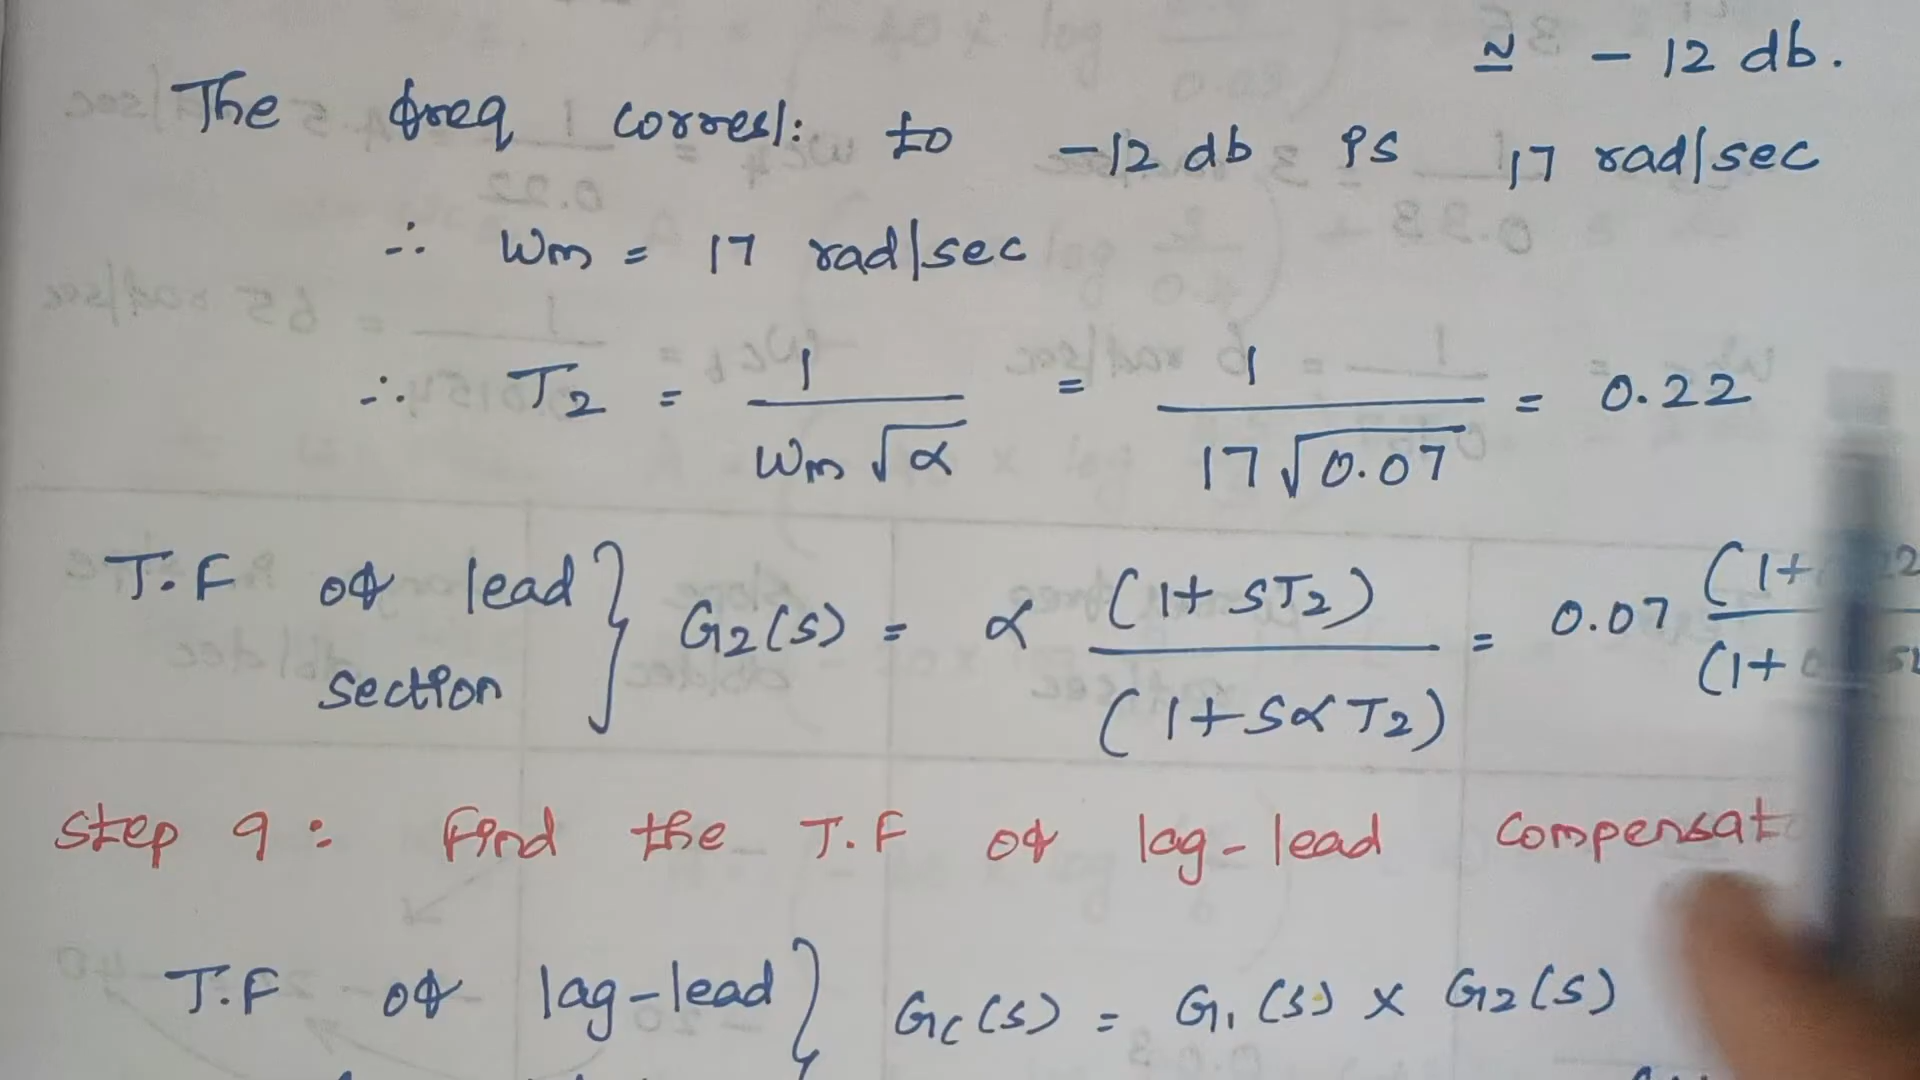 ≃ - 12 db.
The freq corres|: to -12 db is 17 rad/sec
∴ Wm = 17 rad/sec
∴ T2 = 1 / (Wm √α) = 1 / (17 √0.07) = 0.22
T.F of lead section } G2(s) = α (1+ sT2) / (1+ sαT2) = 0.07 (1+ / (1+
Step 9: Find the T.F of lag-lead
T.F of lag-lead } Gc(s) = G1(s) × G2(s)